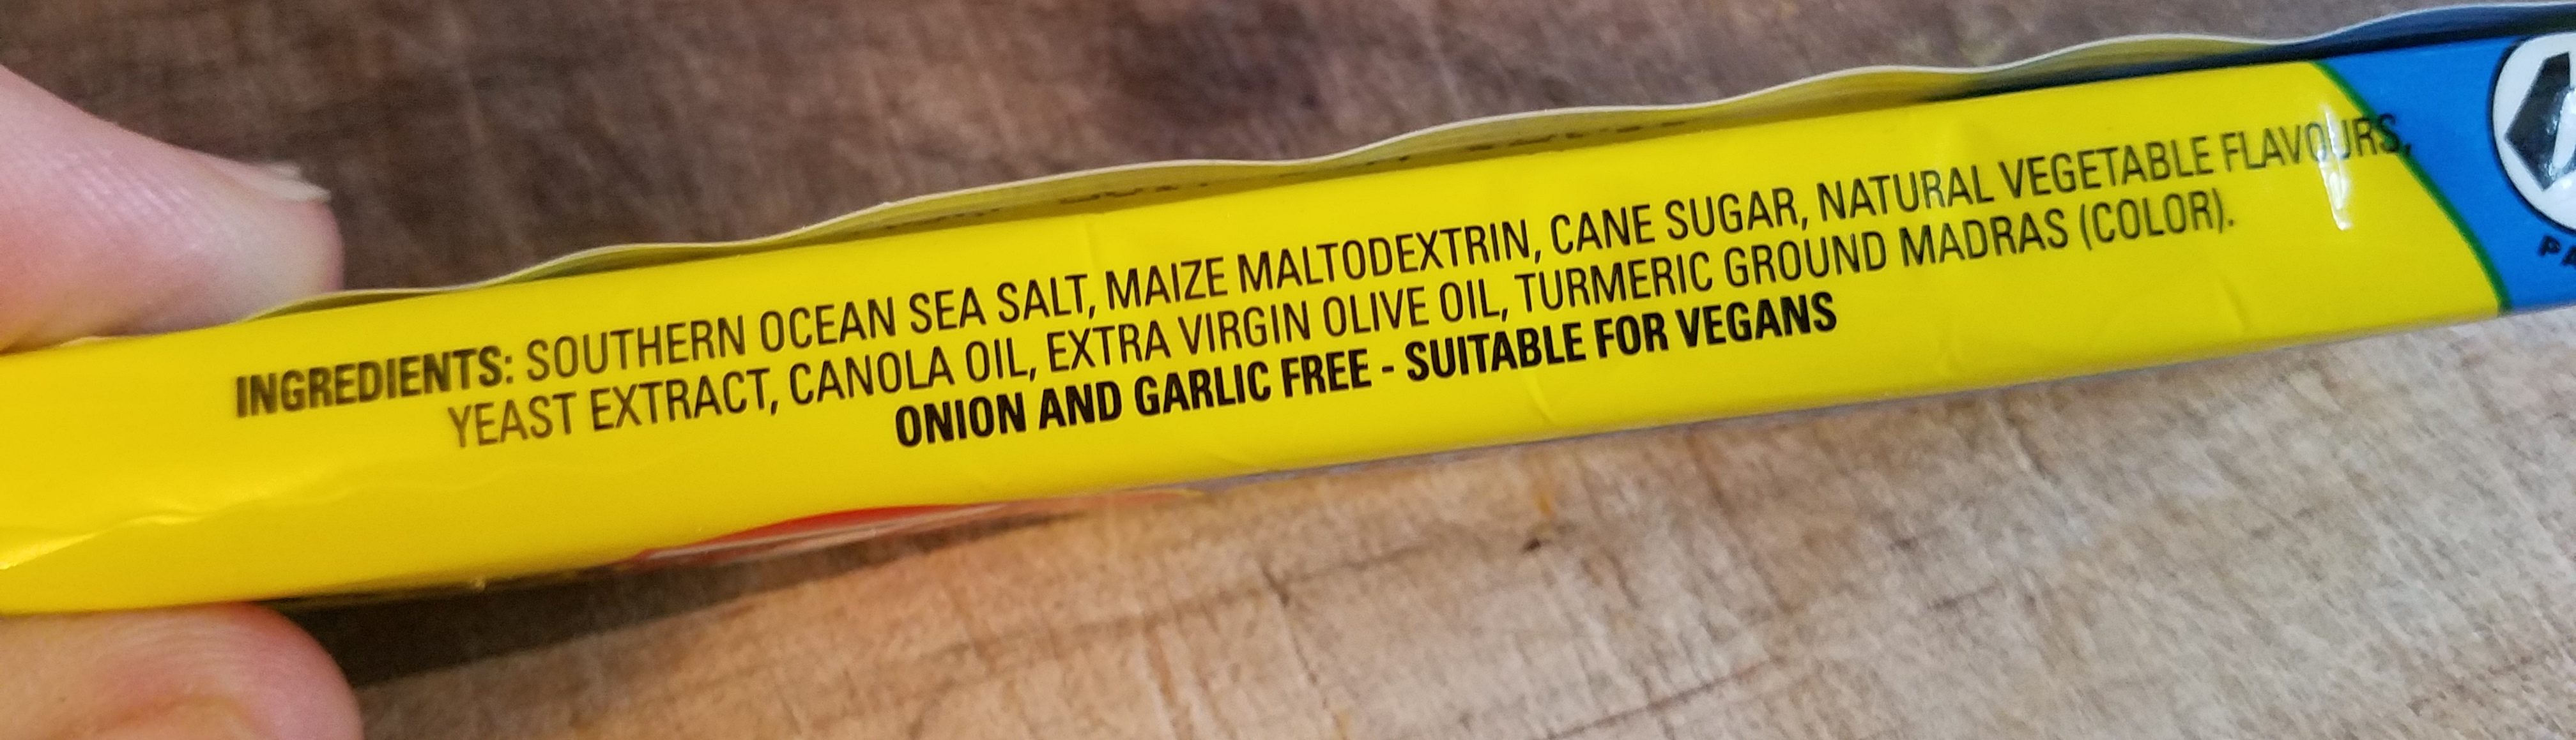 INGREDIENTS: SOUTHERN OCEAN SEA SALT, MAIZE MALTODEXTRIN, CANE SUGAR, NATURAL VEGETABLE FLAVOURS,
YEAST EXTRACT, CANOLA OIL, EXTRA VIRGIN OLIVE OIL, TURMERIC GROUND MADRAS (COLOR).
ONION AND GARLIC FREE - SUITABLE FOR VEGANS